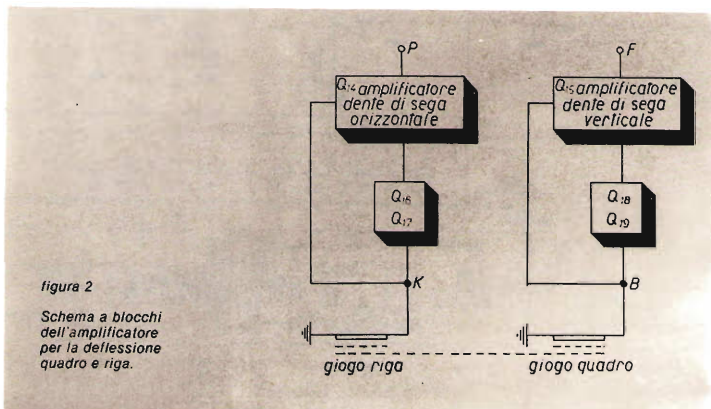 P
F
Q14 amplificatore
dente di sega
orizzontale
Q15 amplificatore
dente di sega
verticale
Q16
Q17
Q18
Q19
K
B
giogo riga
giogo quadro
figura 2
Schema a blocchi
dell'amplificatore
per la deflessione
quadro e riga.